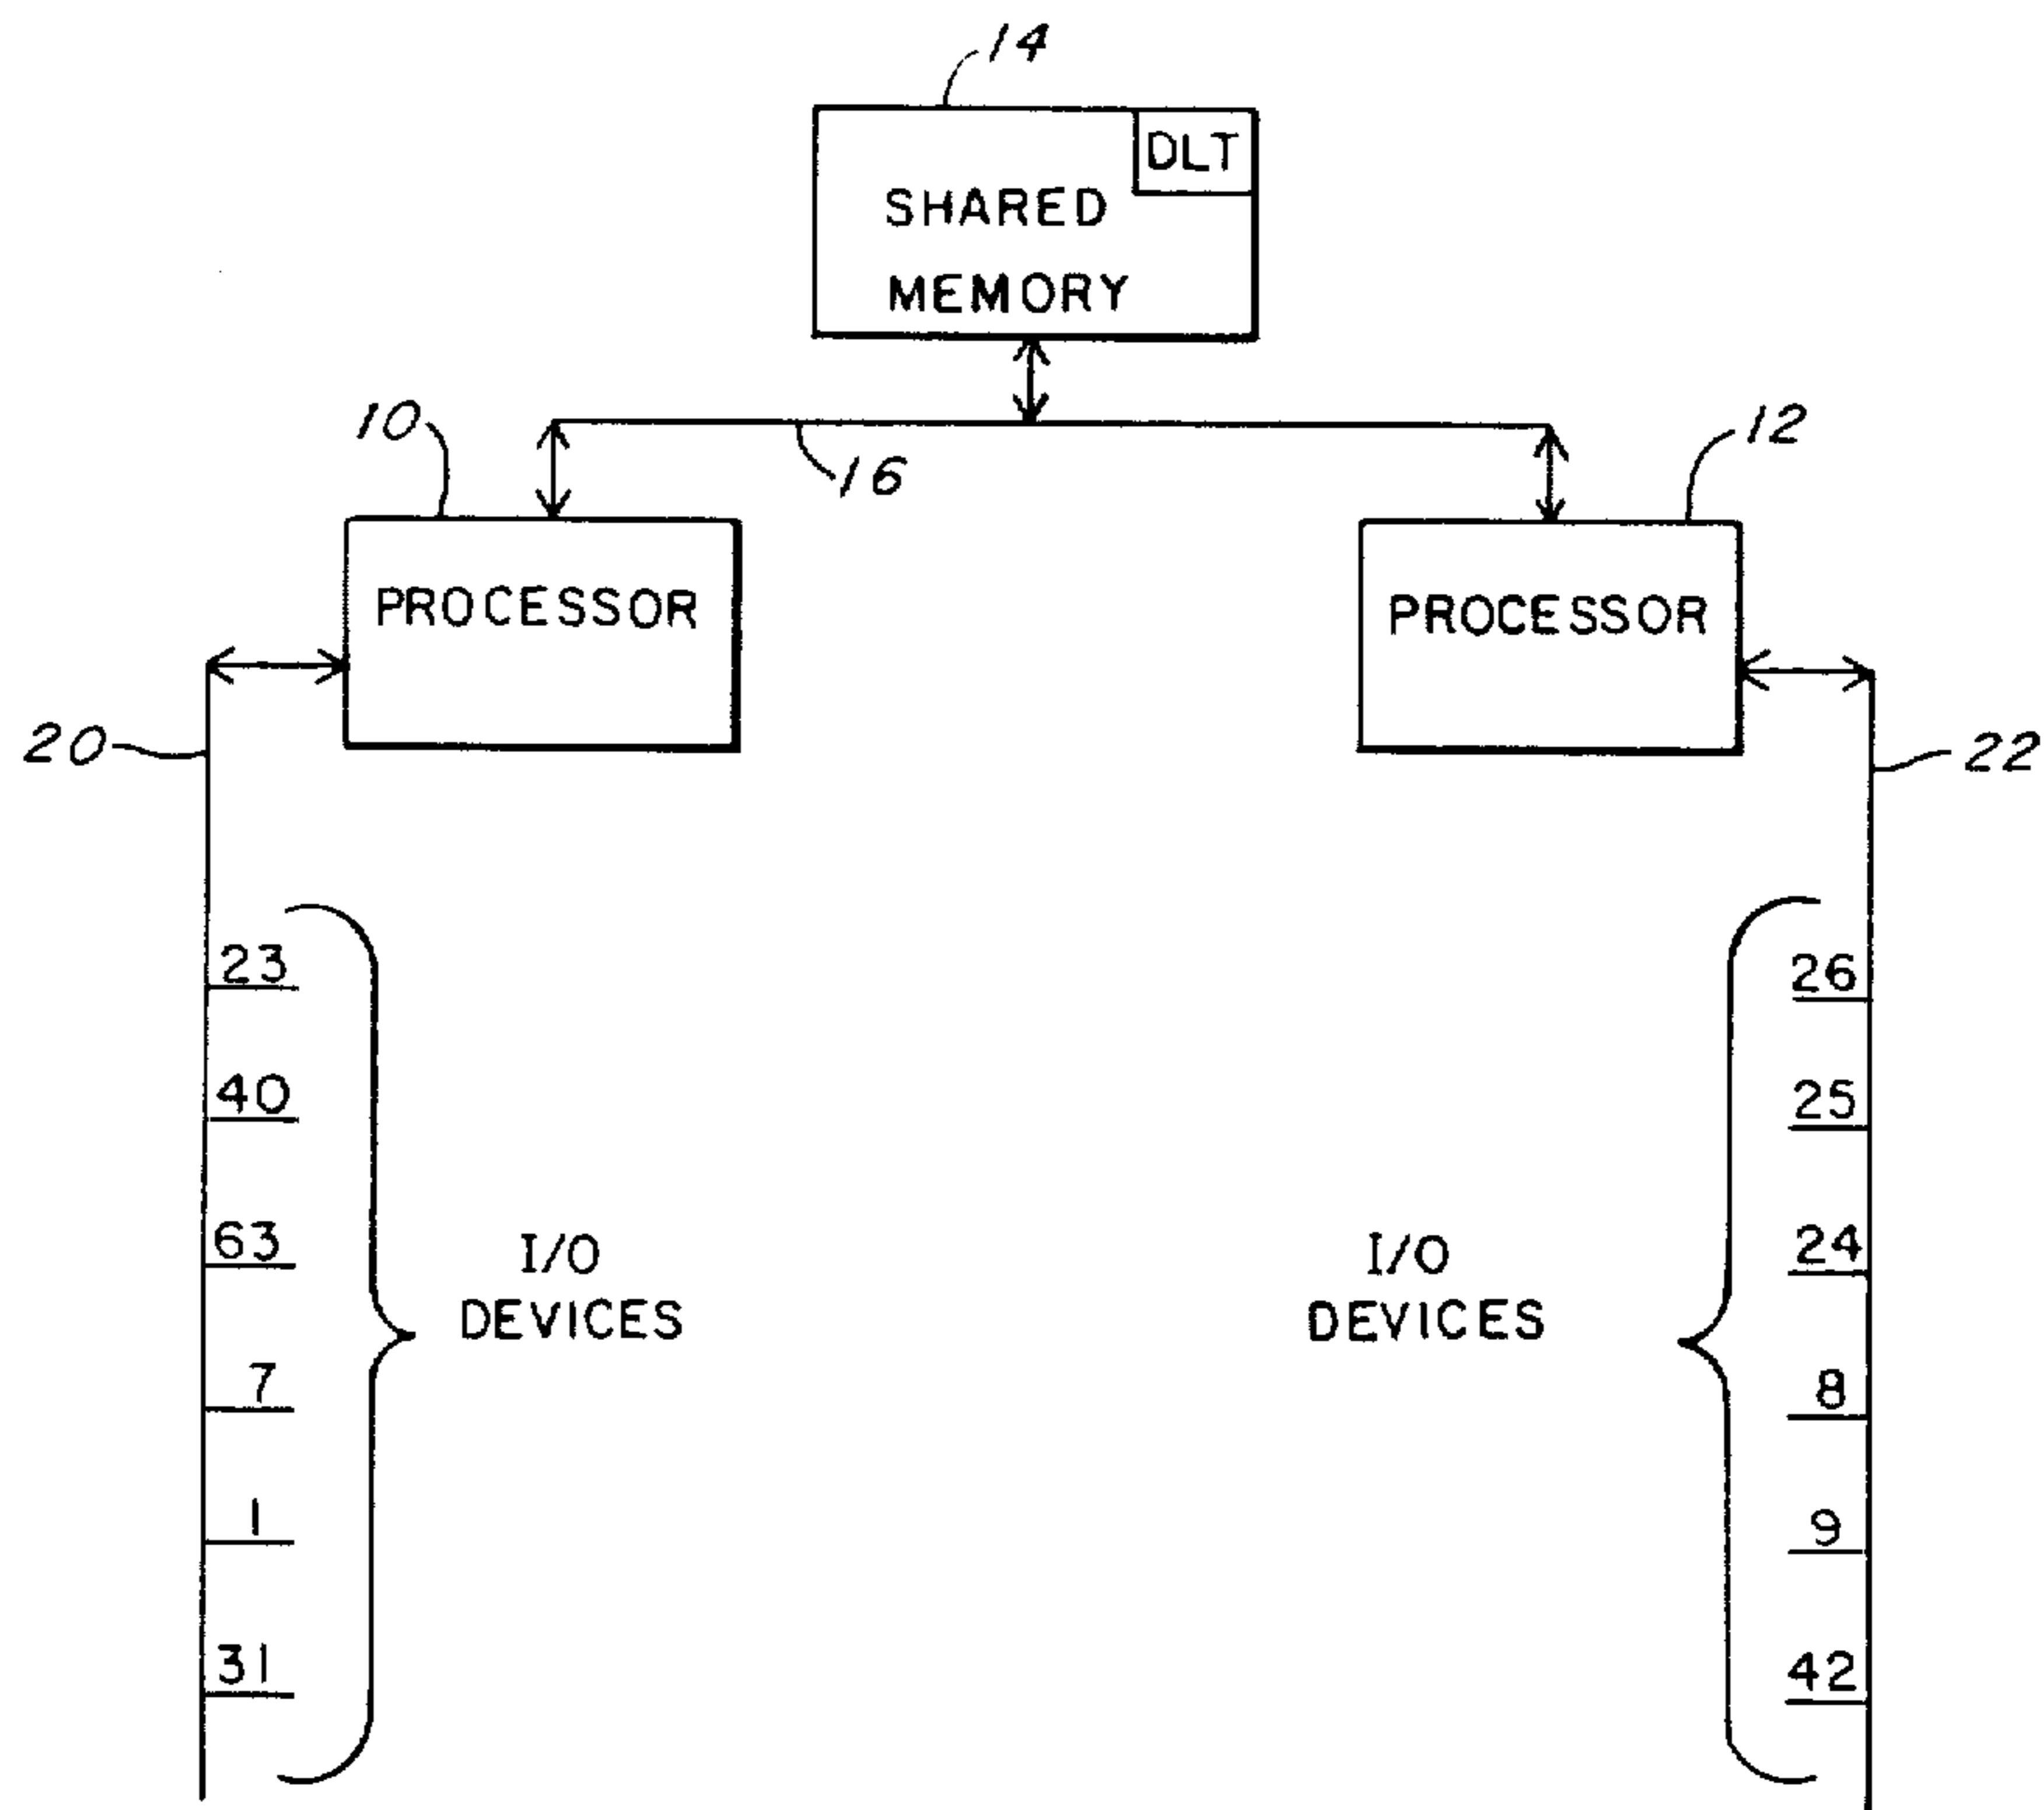 14
DLT
SHARED
MEMORY
10
16
12
PROCESSOR
PROCESSOR
20
22
23
26
40
25
63
24
I/O
DEVICES
I/O
DEVICES
7
8
1
9
31
42